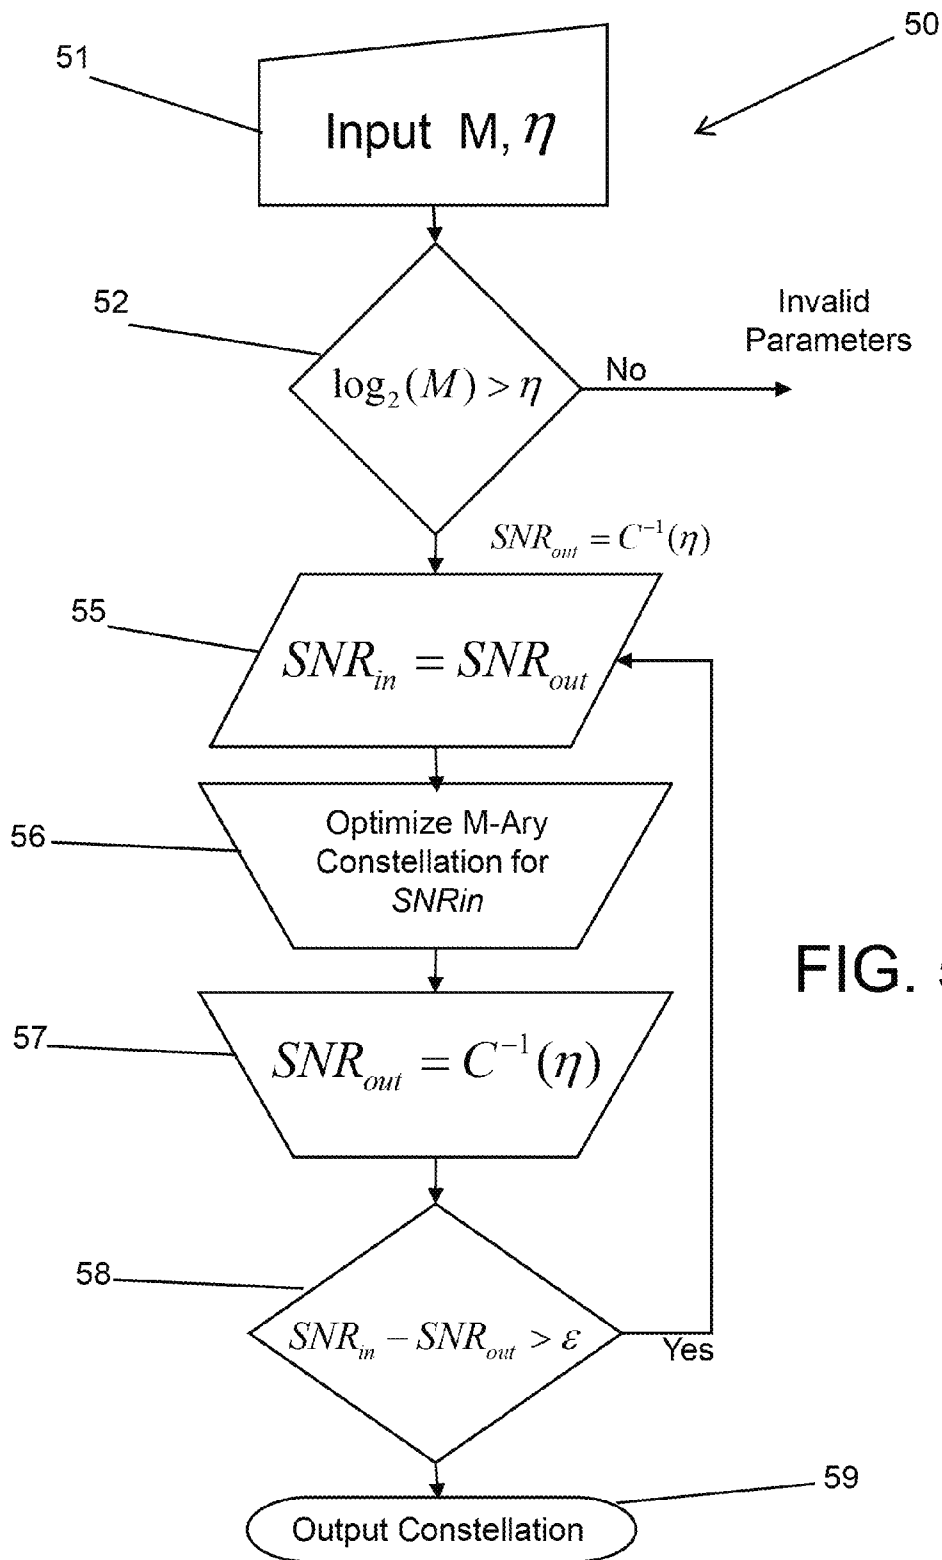 50
51
Input M, η
52
Invalid
Parameters
No
log₂(M) > η
SNR_out = C⁻¹(η)
55
SNR_in = SNR_out
56
Optimize M-Ary
Constellation for
SNRin
FIG.
57
SNR_out = C⁻¹(η)
58
SNR_in − SNR_out > ε
Yes
59
Output Constellation